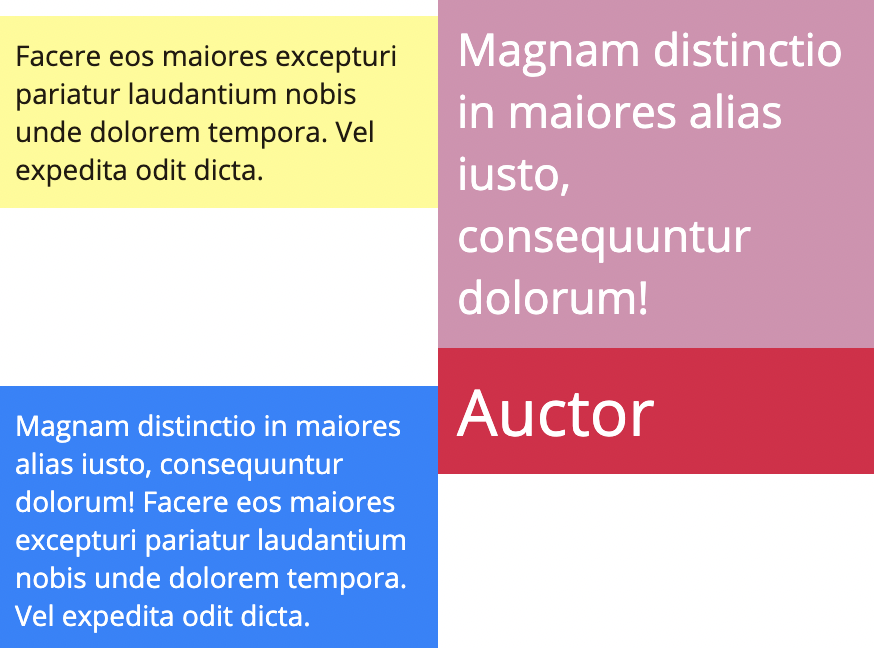 Facere eos maiores excepturi
pariatur laudantium nobis
unde dolorem tempora. Vel
expedita odit dicta.
Magnam distinctio
in maiores alias
iusto,
consequuntur
dolorum!
Magnam distinctio in maiores
alias iusto, consequuntur
dolorum! Facere eos maiores
excepturi pariatur laudantium
nobis unde dolorem tempora.
Vel expedita odit dicta.
Auctor